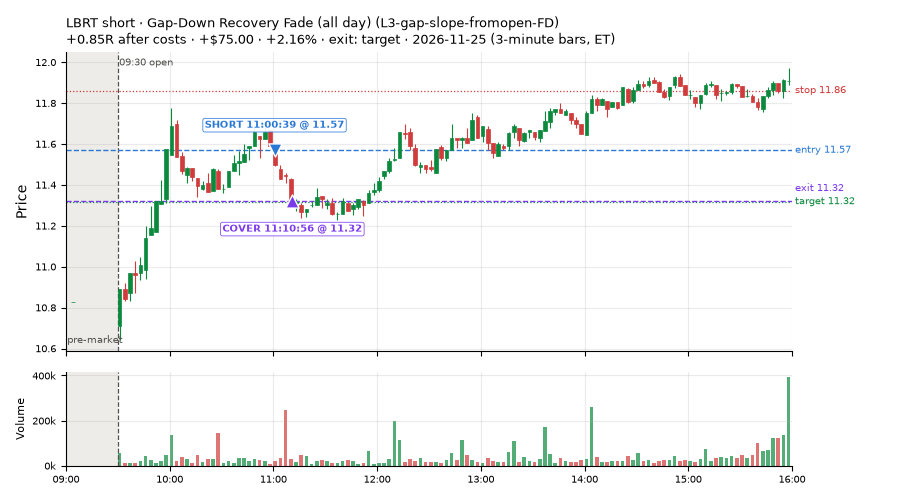 LBRT short · Gap-Down Recovery Fade (all day) (L3-gap-slope-fromopen-FD)
+0.85R after costs · +$75.00 · +2.16% · exit: target · 2026-11-25 (3-minute bars, ET)
09:30 open
12.0
11.8
11.6
11.4
11.2
11.0
10.8
10.6
Price
stop 11.86
SHORT 11:00:39 @ 11.57
entry 11.57
exit 11.32
target 11.32
COVER 11:10:56 @ 11.32
pre-market
400k
200k
0k
Volume
09:00
10:00
11:00
12:00
13:00
14:00
15:00
16:00